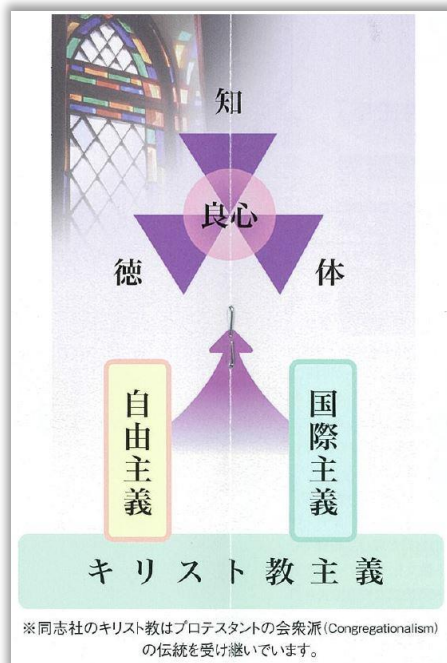 知
良心
徳
体
自由主義
国際主義
キリスト教主義
※同志社のキリスト教はプロテスタントの会衆派(Congregationalism)
の伝統を受け継いでいます。